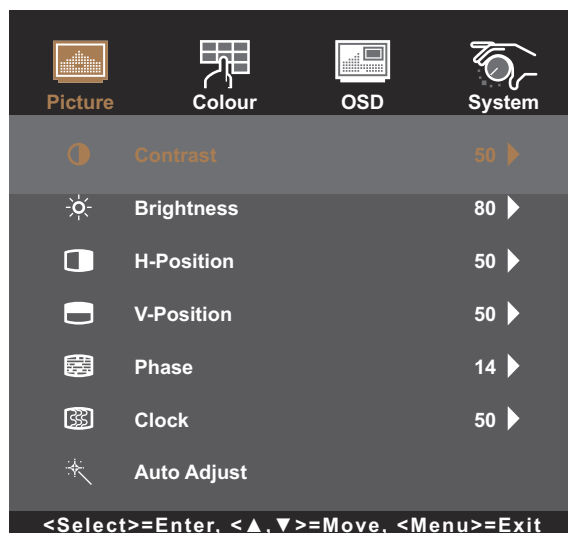 Picture Colour OSD System
Contrast 50
Brightness 80
H-Position 50
V-Position 50
Phase 14
Clock 50
Auto Adjust
<Select>=Enter, <▲,▼>=Move, <Menu>=Exit